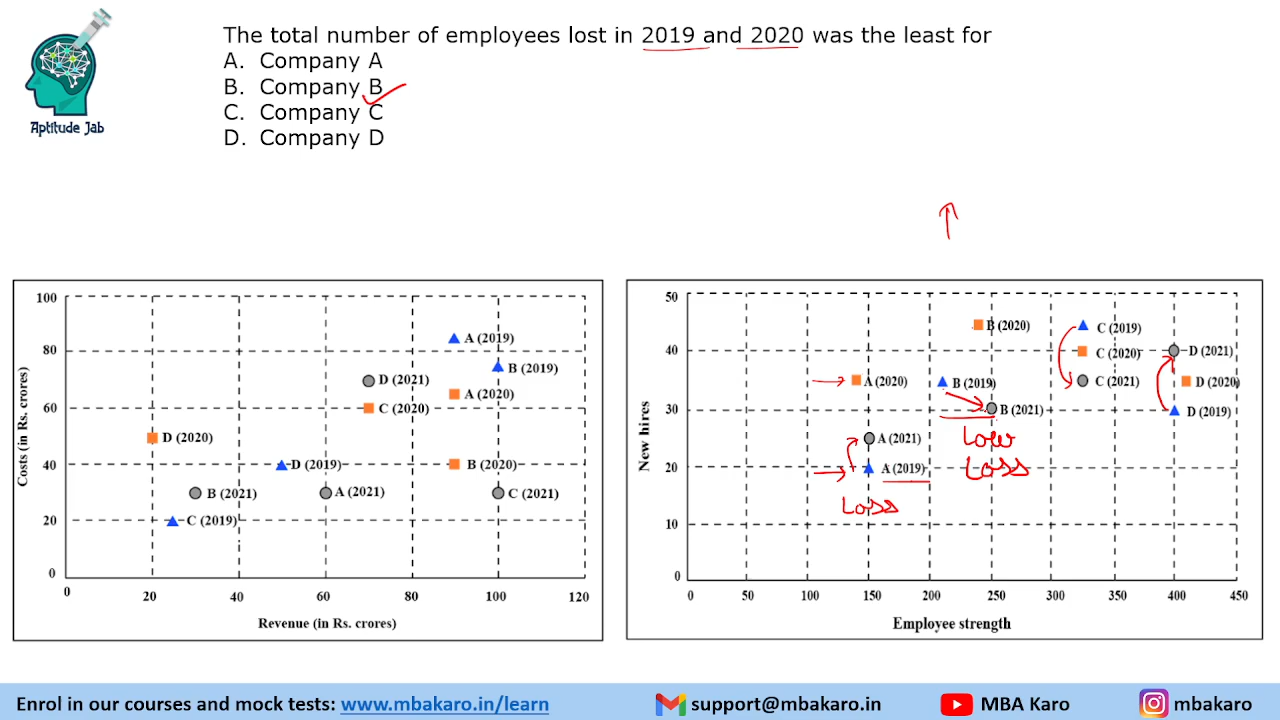 The total number of employees lost in 2019 and 2020 was the least for
A. Company A
B. Company B
C. Company C
D. Company D
Aptitude Jab
100
80
60
40
20
0
0
20
40
60
80
100
120
Costs (in Rs. crores)
Revenue (in Rs. crores)
A (2019)
B (2019)
D (2021)
A (2020)
C (2020)
D (2020)
D (2019)
B (2020)
B (2021)
A (2021)
C (2021)
C (2019)
50
40
30
20
10
0
0
50
100
150
200
250
300
350
400
450
New hires
Employee strength
B (2020)
C (2019)
C (2020)
D (2021)
A (2020)
B (2019)
C (2021)
D (2020)
B (2021)
D (2019)
A (2021)
A (2019)
Low
Loss
Loss
Enrol in our courses and mock tests: www.mbakaro.in/learn
support@mbakaro.in
MBA Karo
mbakaro